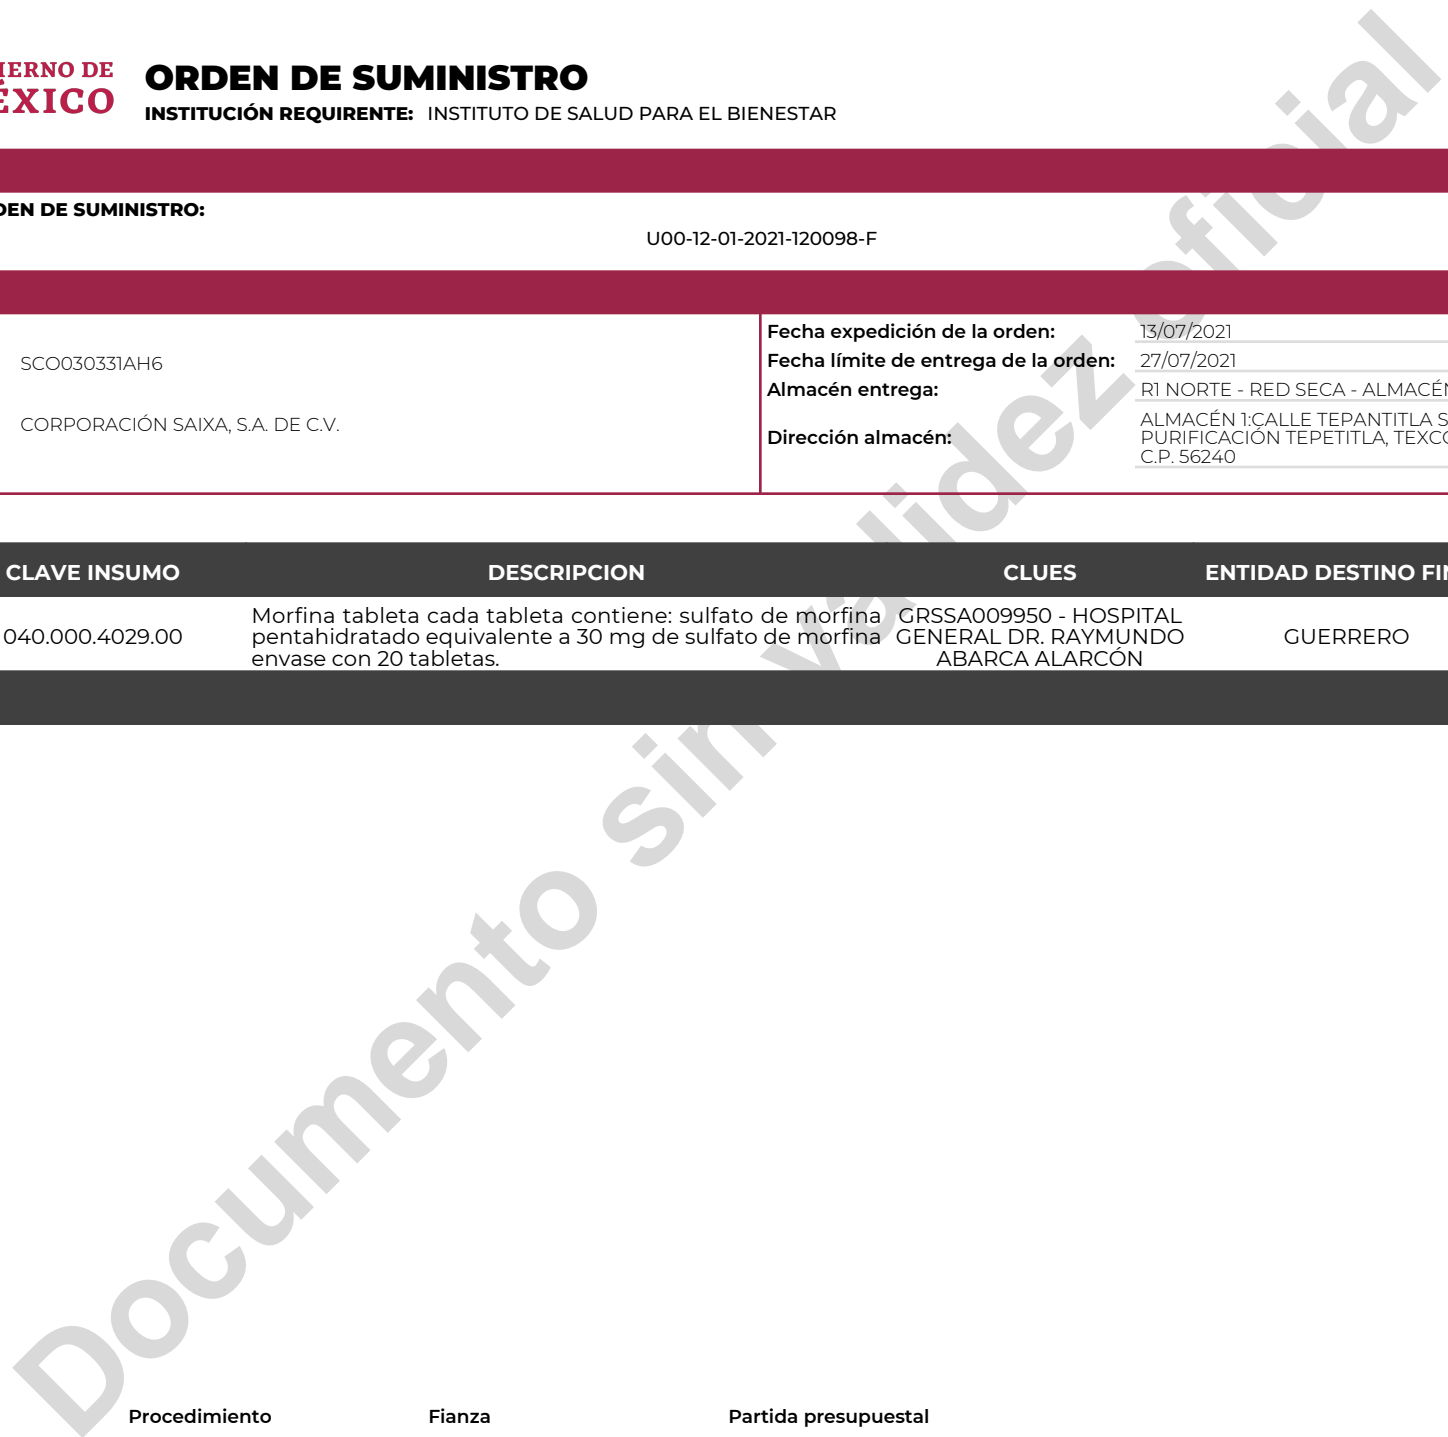 IERNO DE
ÉXICO
ORDEN DE SUMINISTRO
INSTITUCIÓN REQUIRENTE: INSTITUTO DE SALUD PARA EL BIENESTAR
DEN DE SUMINISTRO:
U00-12-01-2021-120098-F
SCO030331AH6
CORPORACIÓN SAIXA, S.A. DE C.V.
Fecha expedición de la orden: 13/07/2021
Fecha límite de entrega de la orden: 27/07/2021
Almacén entrega: R1 NORTE - RED SECA - ALMACÉN
Dirección almacén:
ALMACÉN 1:CALLE TEPANTITLA S
PURIFICACIÓN TEPETITLA, TEXCO
C.P. 56240
CLAVE INSUMO DESCRIPCION CLUES ENTIDAD DESTINO FIN
040.000.4029.00
Morfina tableta cada tableta contiene: sulfato de morfina
pentahidratado equivalente a 30 mg de sulfato de morfina
envase con 20 tabletas.
GRSSA009950 - HOSPITAL
GENERAL DR. RAYMUNDO
ABARCA ALARCÓN
GUERRERO
Documento sin validez oficial
Procedimiento Fianza Partida presupuestal